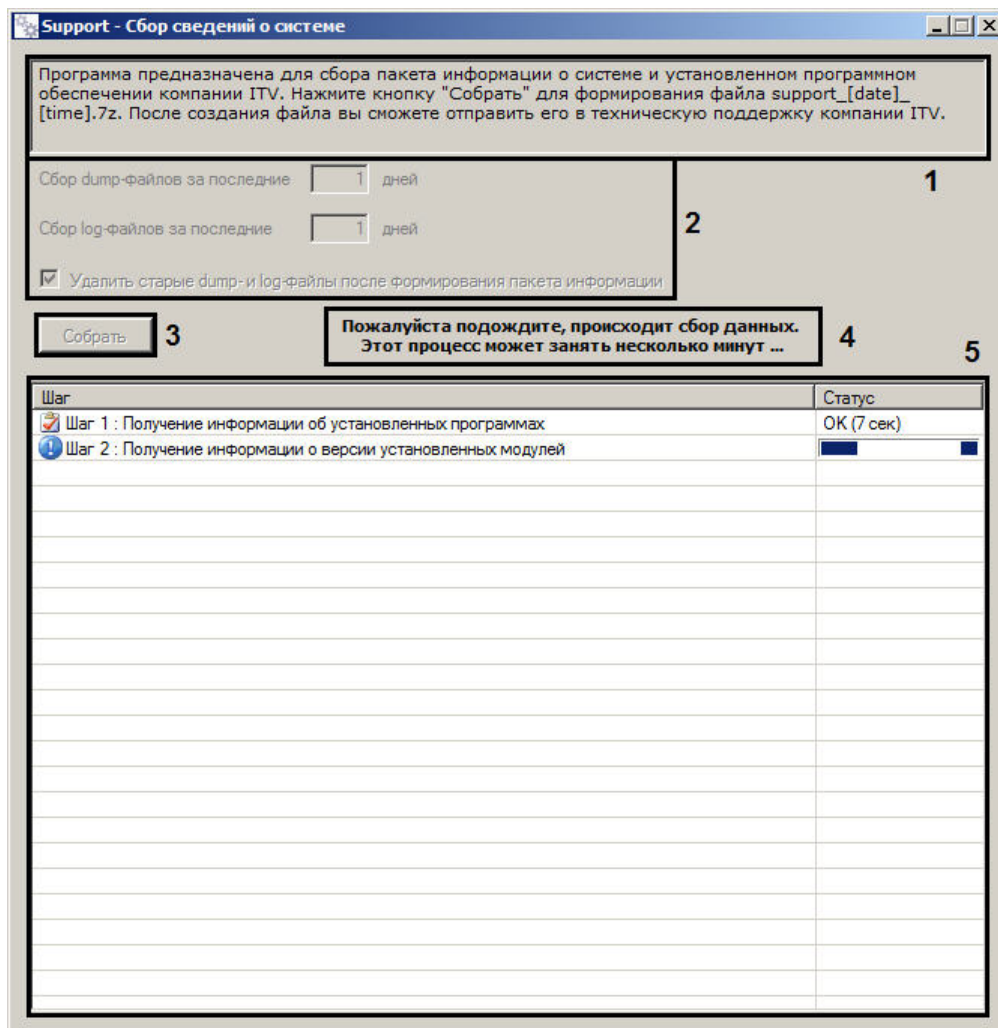 Support - Сбор сведений о системе
Программа предназначена для сбора пакета информации о системе и установленном программном
обеспечении компании ITV. Нажмите кнопку "Собрать" для формирования файла support_[date]_
[time].7z. После создания файла вы сможете отправить его в техническую поддержку компании ITV.
1
Сбор dump-файлов за последние 1 дней
2
Сбор log-файлов за последние 1 дней
Удалить старые dump- и log-файлы после формирования пакета информации
Собрать 3
Пожалуйста подождите, происходит сбор данных.
Этот процесс может занять несколько минут ...
4
5
Шаг Статус
Шаг 1 : Получение информации об установленных программах OK (7 сек)
Шаг 2 : Получение информации о версии установленных модулей